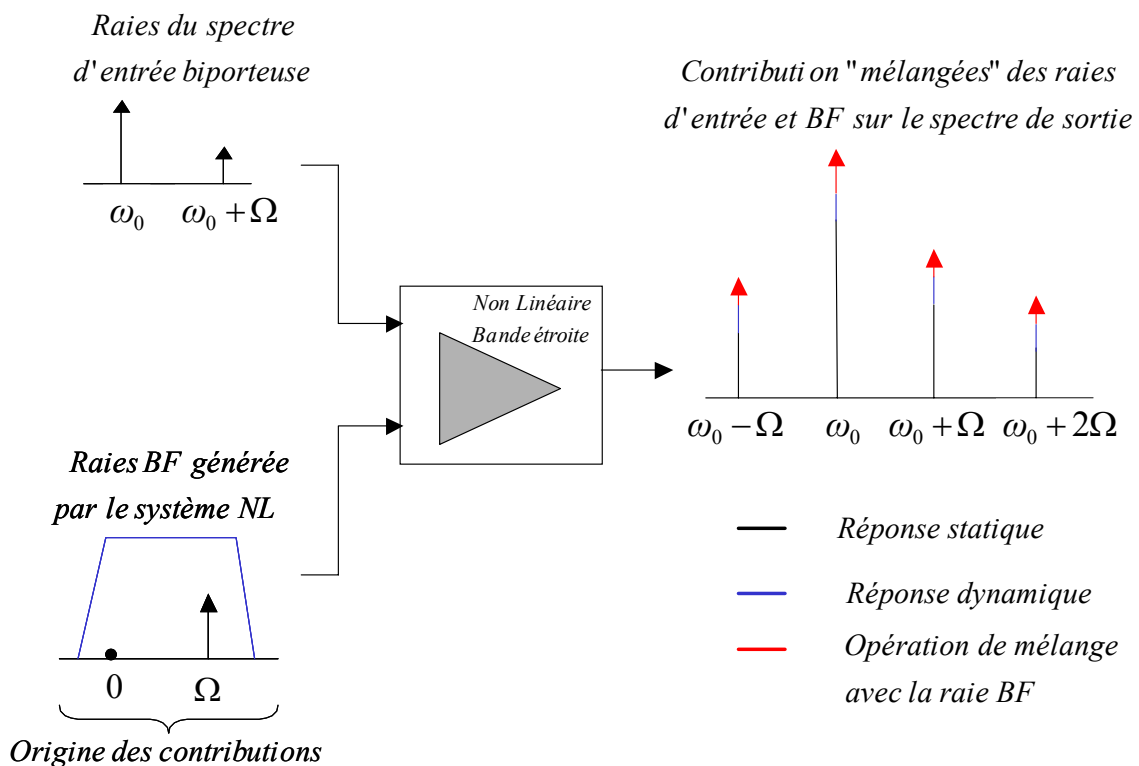 Raies du spectre
d'entrée biporteuse
ω₀
ω₀ + Ω
Contribution "mélangées" des raies
d'entrée et BF sur le spectre de sortie
Non Linéaire
Bande étroite
ω₀ − Ω
ω₀
ω₀ + Ω
ω₀ + 2Ω
Raies BF générée
par le système NL
0
Ω
Origine des contributions
Réponse statique
Réponse dynamique
Opération de mélange
avec la raie BF